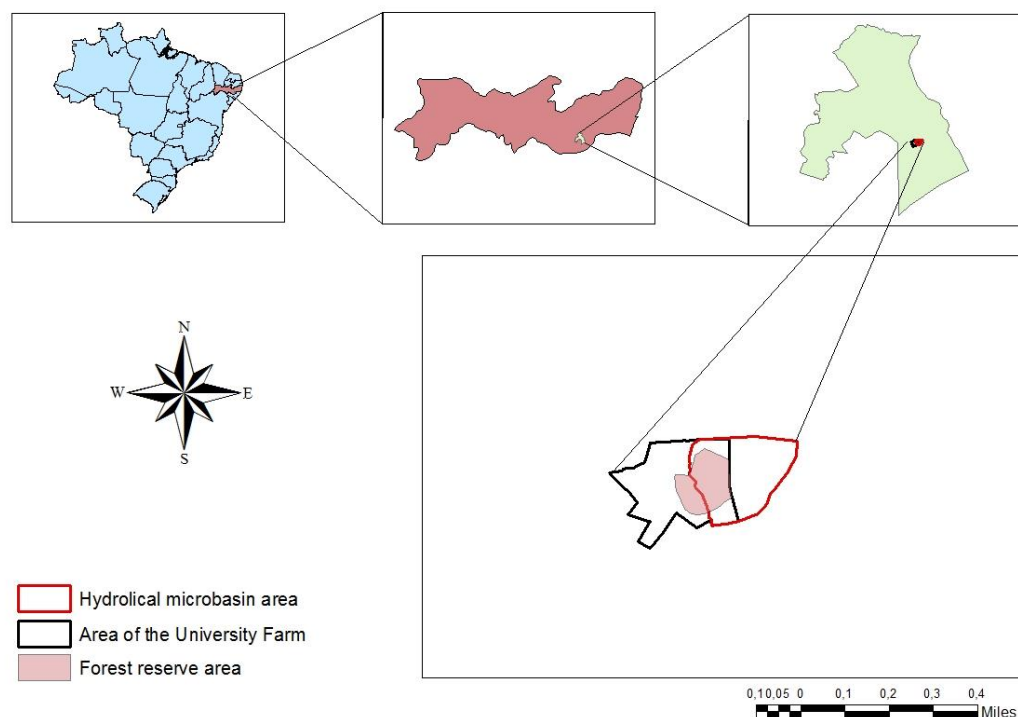 N
W E
S
Hydrolical microbasin area
Area of the University Farm
Forest reserve area
0,10,05 0 0,1 0,2 0,3 0,4
Miles